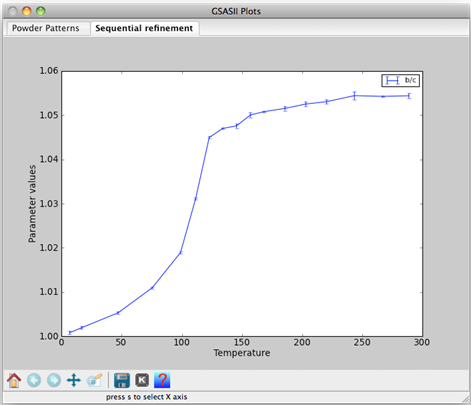 GSASII Plots
Powder Patterns Sequential refinement
b/c
1.06
1.05
1.04
1.03
1.02
1.01
1.00
Parameter values
0 50 100 150 200 250 300
Temperature
K ?
press s to select X axis